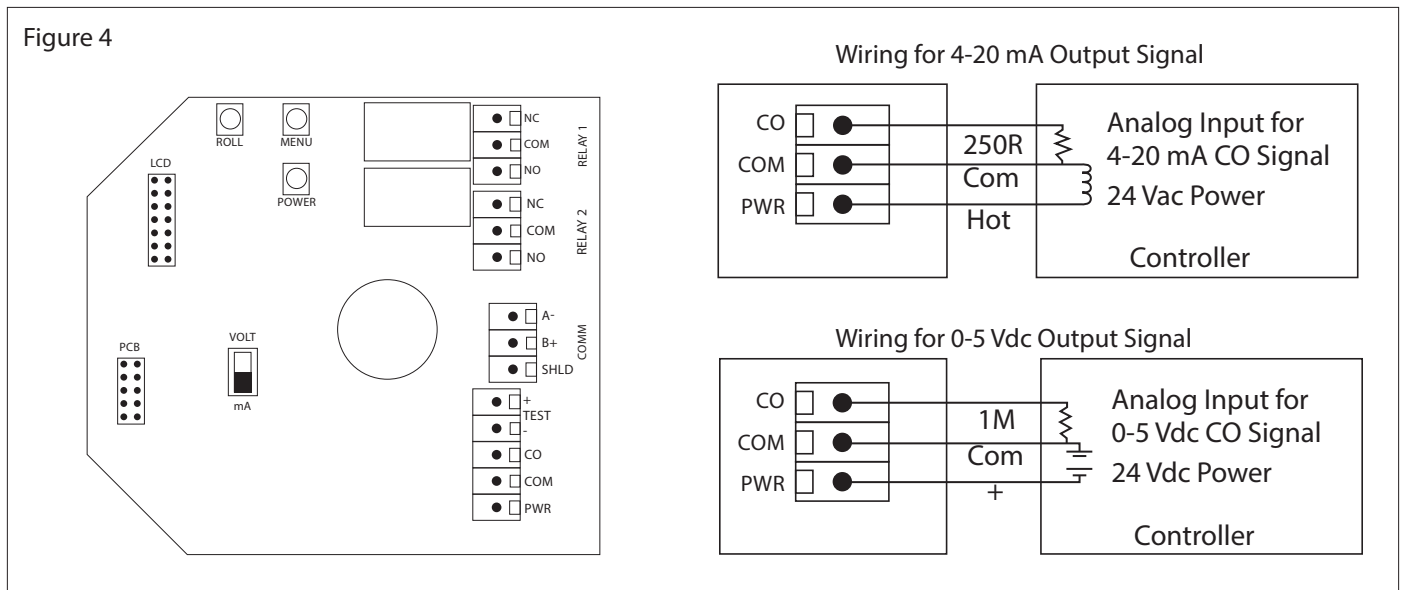 Figure 4
ROLL
MENU
POWER
LCD
PCB
VOLT
mA
NC
COM
NO
RELAY 1
NC
COM
NO
RELAY 2
A-
B+
SHLD
COMM
+
TEST
-
CO
COM
PWR
Wiring for 4-20 mA Output Signal
CO
COM
PWR
250R
Com
Hot
Analog Input for
4-20 mA CO Signal
24 Vac Power
Controller
Wiring for 0-5 Vdc Output Signal
CO
COM
PWR
1M
Com
+
Analog Input for
0-5 Vdc CO Signal
24 Vdc Power
Controller